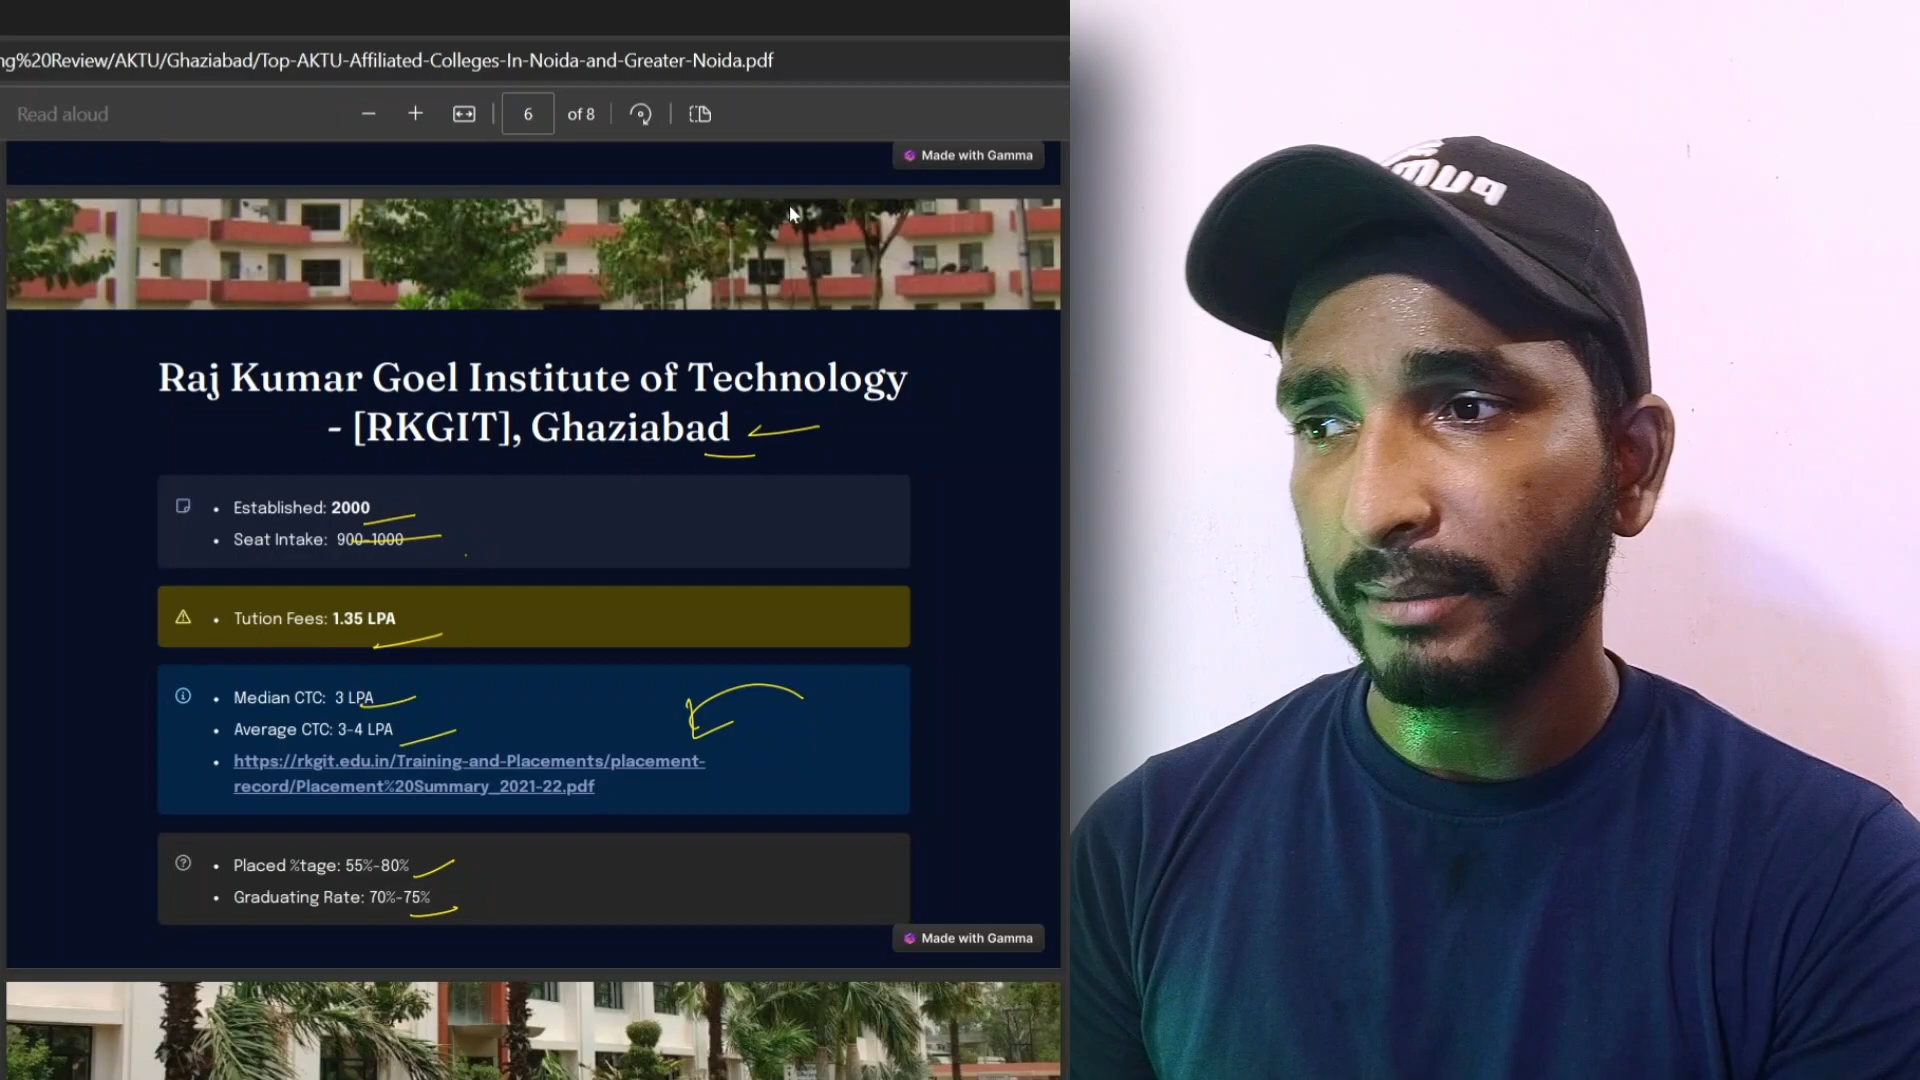 ng%20Review/AKTU/Ghaziabad/Top-AKTU-Affiliated-Colleges-In-Noida-and-Greater-Noida.pdf
Read aloud
6 of 8
Made with Gamma
Raj Kumar Goel Institute of Technology
- [RKGIT], Ghaziabad
Established: 2000
Seat Intake: 900-1000
Tution Fees: 1.35 LPA
Median CTC: 3 LPA
Average CTC: 3-4 LPA
https://rkgit.edu.in/Training-and-Placements/placement-
record/Placement%20Summary_2021-22.pdf
Placed %tage: 55%-80%
Graduating Rate: 70%-75%
Made with Gamma